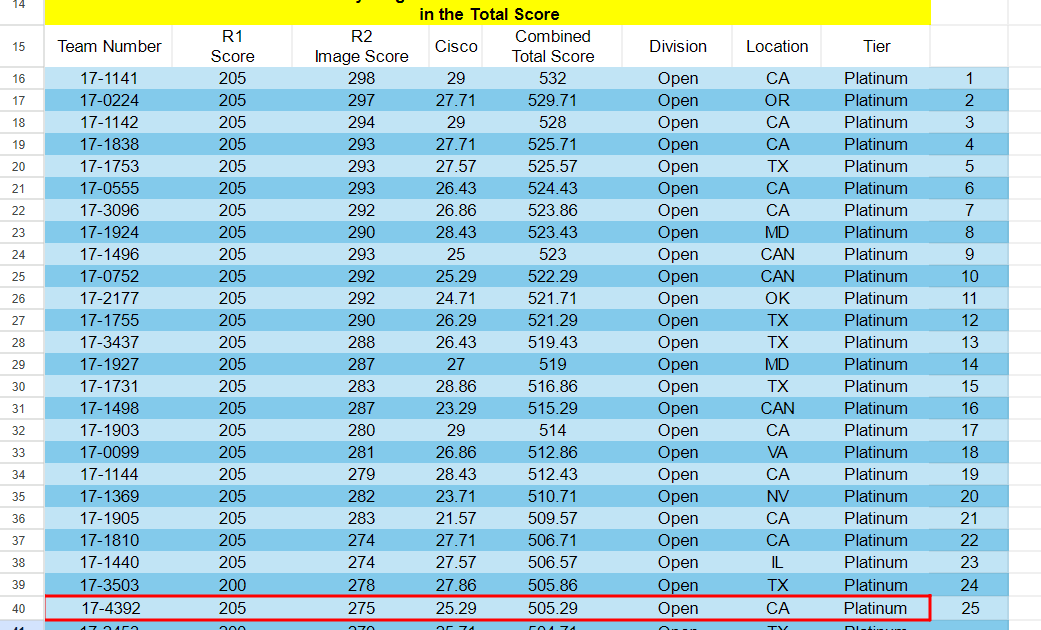 14
in the Total Score
15 Team Number R1 Score R2 Image Score Cisco Combined Total Score Division Location Tier
16 17-1141 205 298 29 532 Open CA Platinum 1
17 17-0224 205 297 27.71 529.71 Open OR Platinum 2
18 17-1142 205 294 29 528 Open CA Platinum 3
19 17-1838 205 293 27.71 525.71 Open CA Platinum 4
20 17-1753 205 293 27.57 525.57 Open TX Platinum 5
21 17-0555 205 293 26.43 524.43 Open CA Platinum 6
22 17-3096 205 292 26.86 523.86 Open CA Platinum 7
23 17-1924 205 290 28.43 523.43 Open MD Platinum 8
24 17-1496 205 293 25 523 Open CAN Platinum 9
25 17-0752 205 292 25.29 522.29 Open CAN Platinum 10
26 17-2177 205 292 24.71 521.71 Open OK Platinum 11
27 17-1755 205 290 26.29 521.29 Open TX Platinum 12
28 17-3437 205 288 26.43 519.43 Open TX Platinum 13
29 17-1927 205 287 27 519 Open MD Platinum 14
30 17-1731 205 283 28.86 516.86 Open TX Platinum 15
31 17-1498 205 287 23.29 515.29 Open CAN Platinum 16
32 17-1903 205 280 29 514 Open CA Platinum 17
33 17-0099 205 281 26.86 512.86 Open VA Platinum 18
34 17-1144 205 279 28.43 512.43 Open CA Platinum 19
35 17-1369 205 282 23.71 510.71 Open NV Platinum 20
36 17-1905 205 283 21.57 509.57 Open CA Platinum 21
37 17-1810 205 274 27.71 506.71 Open CA Platinum 22
38 17-1440 205 274 27.57 506.57 Open IL Platinum 23
39 17-3503 200 278 27.86 505.86 Open TX Platinum 24
40 17-4392 205 275 25.29 505.29 Open CA Platinum 25